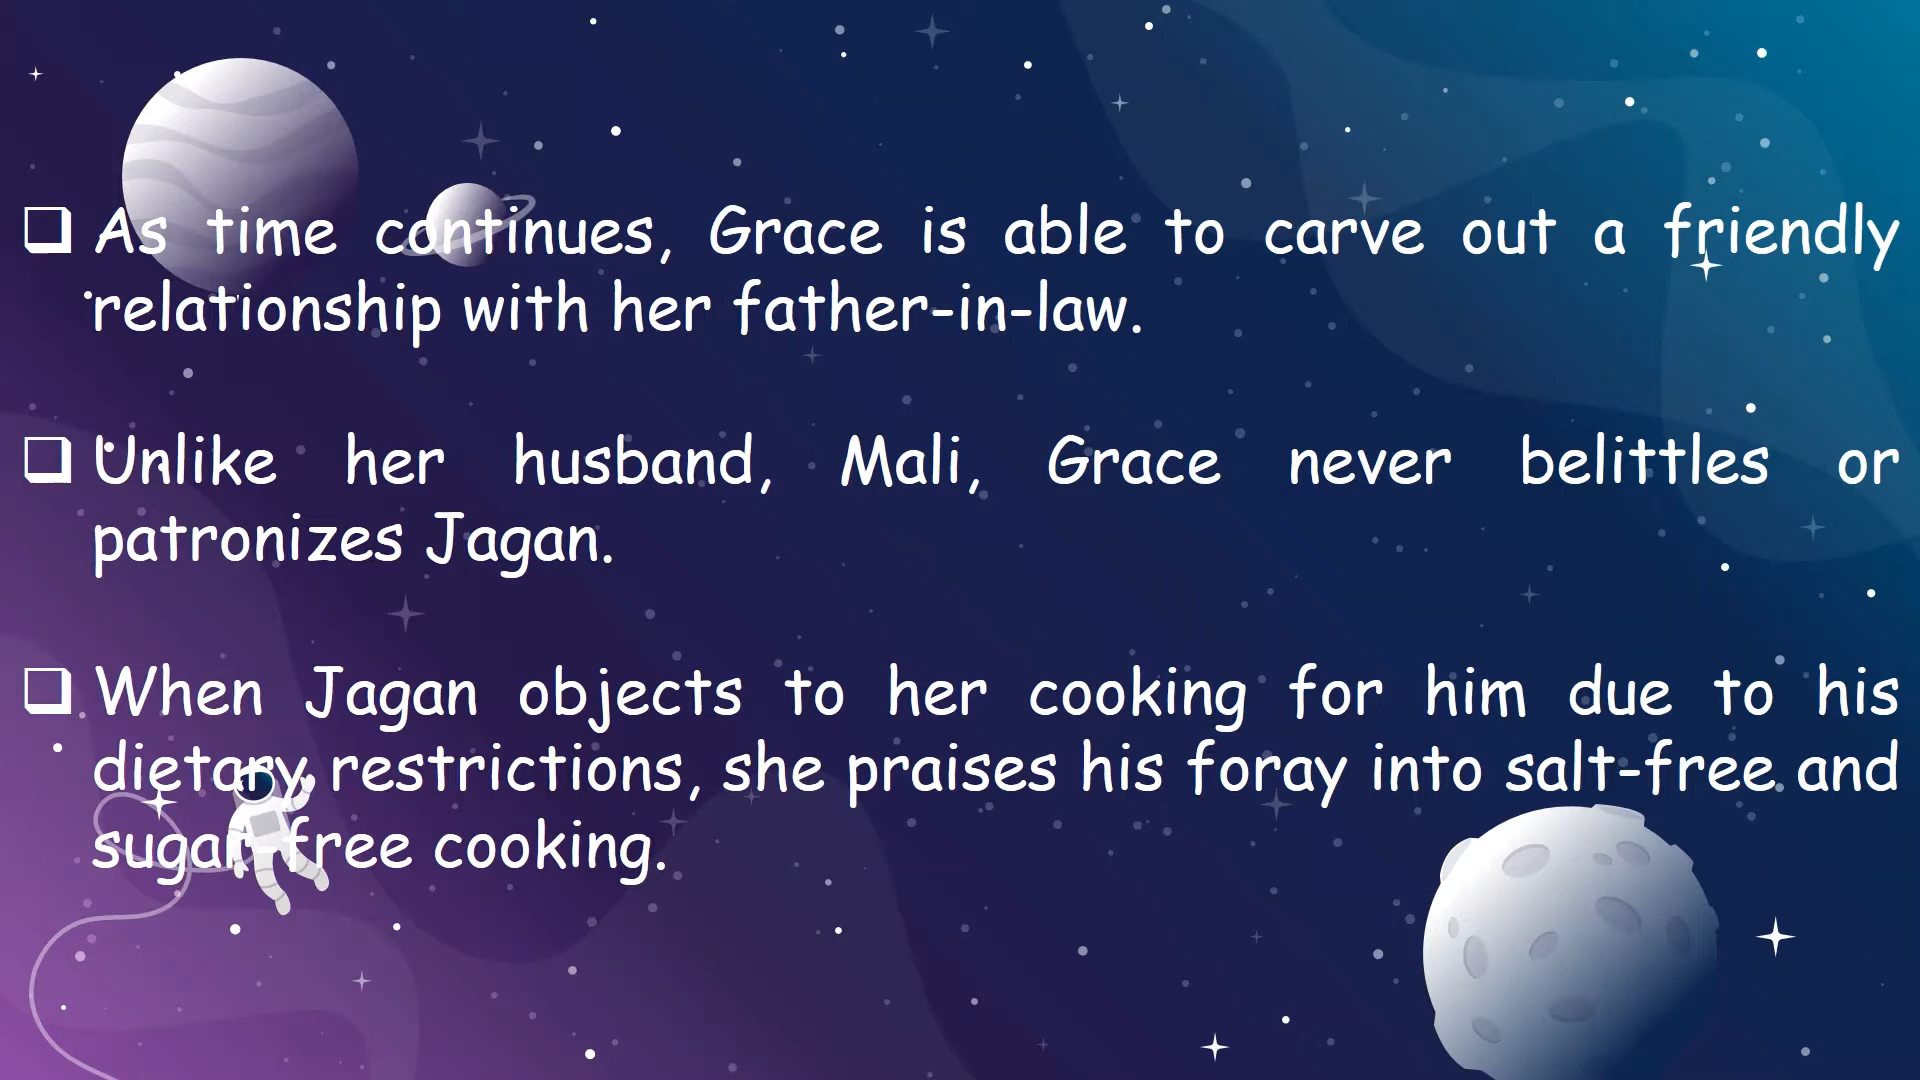 ❑ As time continues, Grace is able to carve out a friendly
relationship with her father-in-law.
❑ Unlike her husband, Mali, Grace never belittles or
patronizes Jagan.
❑ When Jagan objects to her cooking for him due to his
dietary restrictions, she praises his foray into salt-free and
sugar-free cooking.